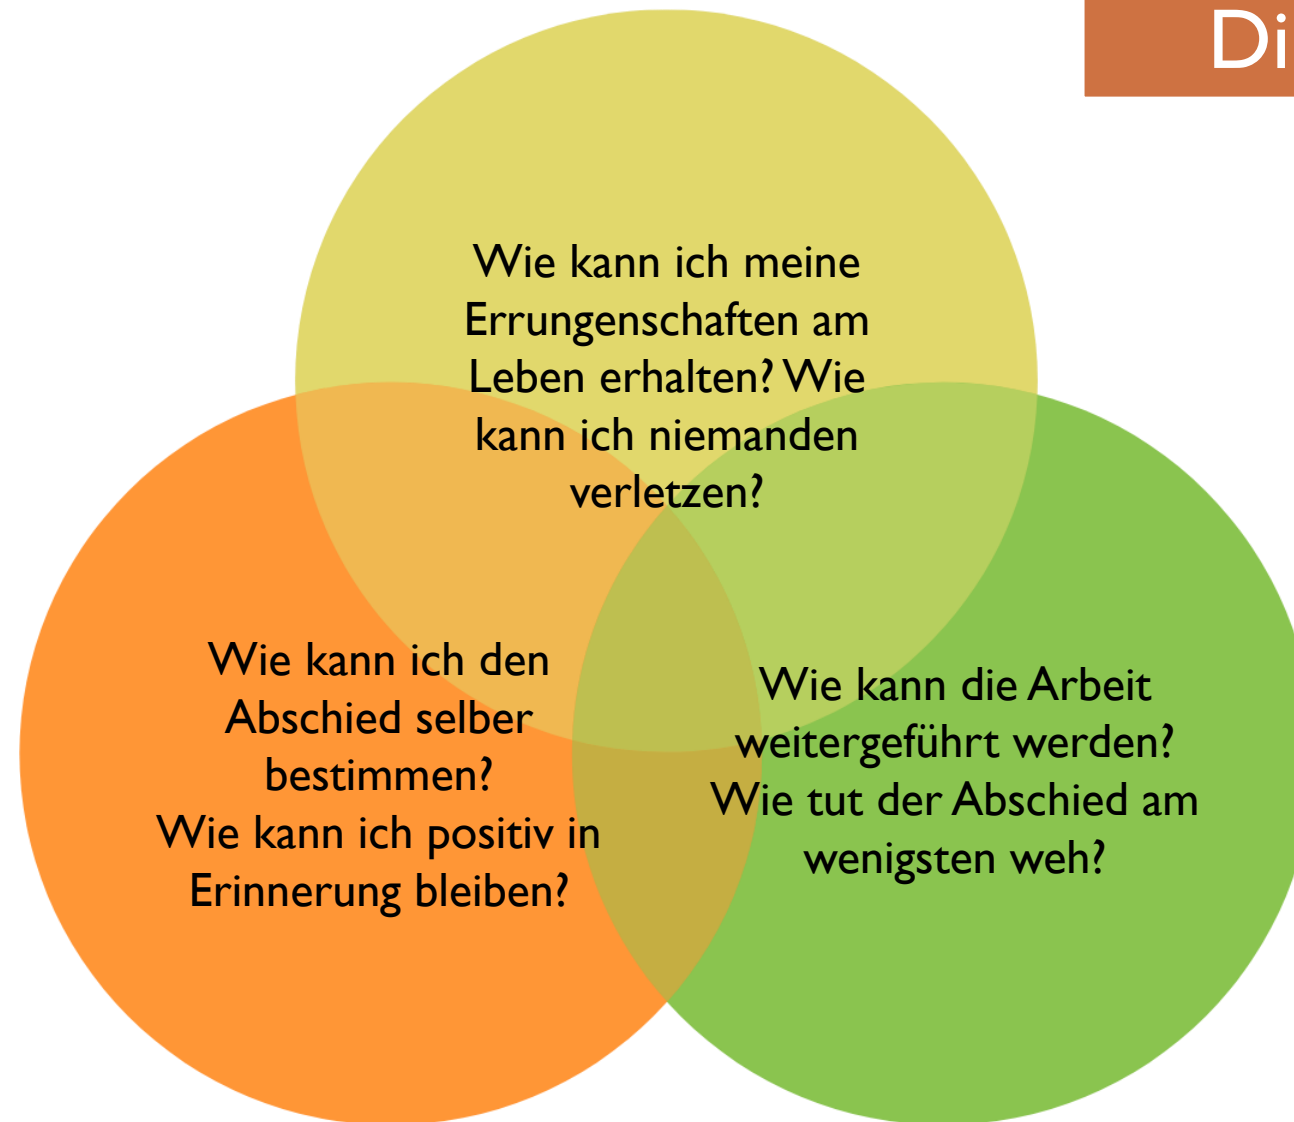 Di
Wie kann ich meine
Errungenschaften am
Leben erhalten? Wie
kann ich niemanden
verletzen?
Wie kann ich den
Abschied selber
bestimmen?
Wie kann ich positiv in
Erinnerung bleiben?
Wie kann die Arbeit
weitergeführt werden?
Wie tut der Abschied am
wenigsten weh?